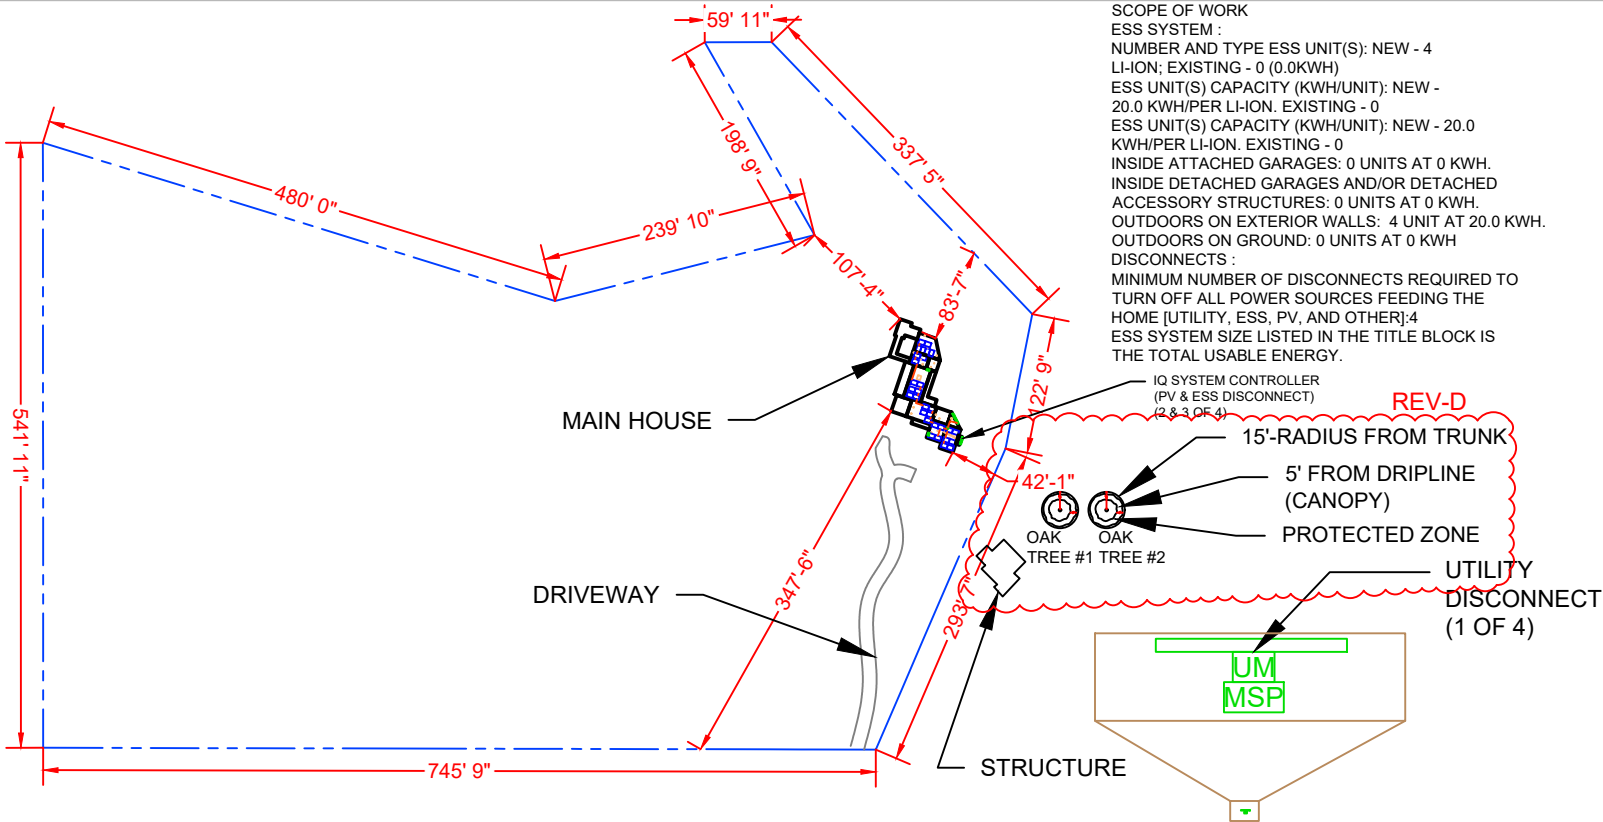 SCOPE OF WORK
ESS SYSTEM :
NUMBER AND TYPE ESS UNIT(S): NEW - 4
LI-ION; EXISTING - 0 (0.0KWH)
ESS UNIT(S) CAPACITY (KWH/UNIT): NEW -
20.0 KWH/PER LI-ION. EXISTING - 0
ESS UNIT(S) CAPACITY (KWH/UNIT): NEW - 20.0
KWH/PER LI-ION. EXISTING - 0
INSIDE ATTACHED GARAGES: 0 UNITS AT 0 KWH.
INSIDE DETACHED GARAGES AND/OR DETACHED
ACCESSORY STRUCTURES: 0 UNITS AT 0 KWH.
OUTDOORS ON EXTERIOR WALLS:  4 UNIT AT 20.0 KWH.
OUTDOORS ON GROUND: 0 UNITS AT 0 KWH
DISCONNECTS :
MINIMUM NUMBER OF DISCONNECTS REQUIRED TO
TURN OFF ALL POWER SOURCES FEEDING THE
HOME [UTILITY, ESS, PV, AND OTHER]:4
ESS SYSTEM SIZE LISTED IN THE TITLE BLOCK IS
THE TOTAL USABLE ENERGY.
59' 11"
198' 9"
337' 5"
480' 0"
239' 10"
107'-4"
83'-7"
122' 9"
IQ SYSTEM CONTROLLER
(PV & ESS DISCONNECT)
(2 & 3 OF 4)
REV-D
MAIN HOUSE
541' 11"
15'-RADIUS FROM TRUNK
5' FROM DRIPLINE
(CANOPY)
PROTECTED ZONE
42'-1"
OAK
TREE #1
OAK
TREE #2
UTILITY
DISCONNECT
(1 OF 4)
DRIVEWAY
347'-6"
293' 7"
UM
MSP
STRUCTURE
745' 9"